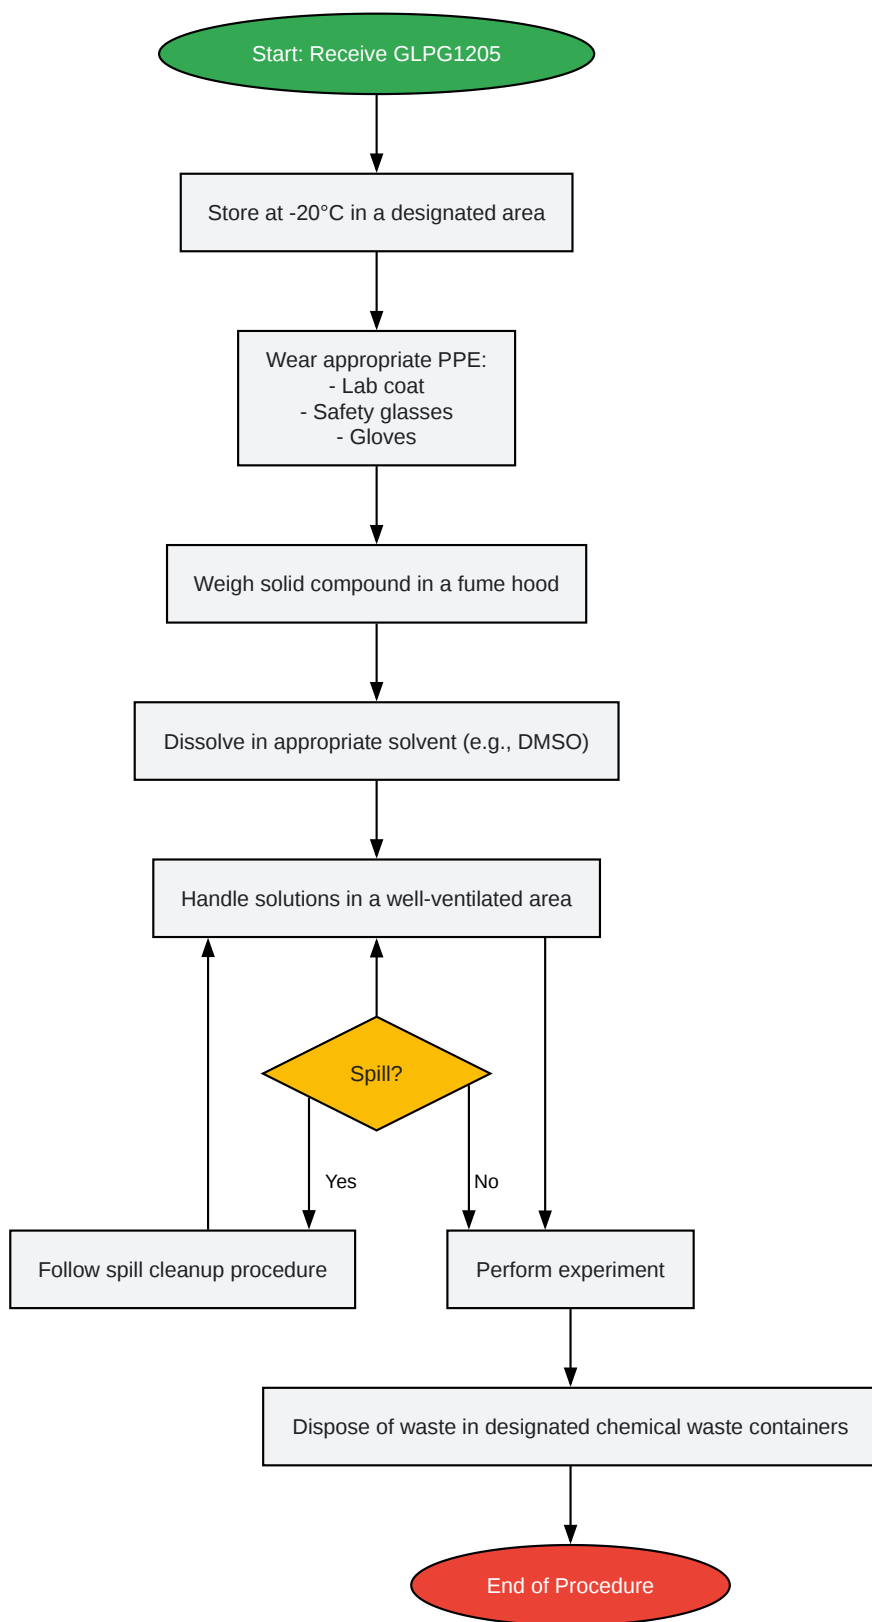 Start: Receive GLPG1205
Store at -20°C in a designated area
Wear appropriate PPE:
- Lab coat
- Safety glasses
- Gloves
Weigh solid compound in a fume hood
Dissolve in appropriate solvent (e.g., DMSO)
Handle solutions in a well-ventilated area
Spill?
Yes
No
Follow spill cleanup procedure
Perform experiment
Dispose of waste in designated chemical waste containers
End of Procedure